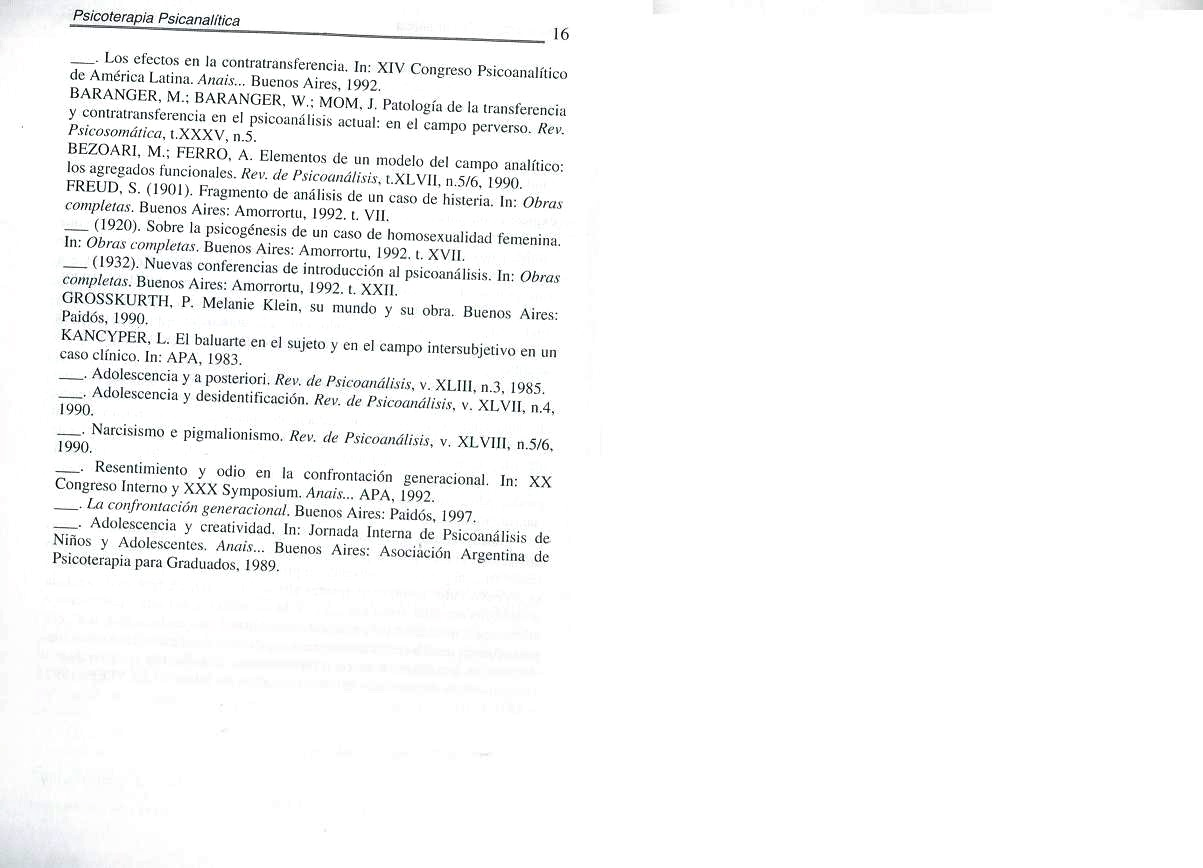 Psicoterapia Psicanalítica
16
___. Los efectos en la contratransferencia. In: XIV Congreso Psicoanalítico
de América Latina. Anais... Buenos Aires, 1992.
BARANGER, M.; BARANGER, W.; MOM, J. Patología de la transferencia
y contratransferencia en el psicoanálisis actual: en el campo perverso. Rev.
Psicosomática, t.XXXV, n.5.
BEZOARI, M.; FERRO, A. Elementos de un modelo del campo analítico:
los agregados funcionales. Rev. de Psicoanálisis, t.XLVII, n.5/6, 1990.
FREUD, S. (1901). Fragmento de análisis de un caso de histeria. In: Obras
completas. Buenos Aires: Amorrortu, 1992. t. VII.
___ (1920). Sobre la psicogénesis de un caso de homosexualidad femenina.
In: Obras completas. Buenos Aires: Amorrortu, 1992. t. XVII.
___ (1932). Nuevas conferencias de introducción al psicoanálisis. In: Obras
completas. Buenos Aires: Amorrortu, 1992. t. XXII.
GROSSKURTH, P. Melanie Klein, su mundo y su obra. Buenos Aires:
Paidós, 1990.
KANCYPER, L. El baluarte en el sujeto y en el campo intersubjetivo en un
caso clínico. In: APA, 1983.
___. Adolescencia y a posteriori. Rev. de Psicoanálisis, v. XLIII, n.3, 1985.
___. Adolescencia y desidentificación. Rev. de Psicoanálisis, v. XLVII, n.4,
1990.
___. Narcisismo e pigmalionismo. Rev. de Psicoanálisis, v. XLVIII, n.5/6,
1990.
___. Resentimiento y odio en la confrontación generacional. In: XX
Congreso Interno y XXX Symposium. Anais... APA, 1992.
___. La confrontación generacional. Buenos Aires: Paidós, 1997.
___. Adolescencia y creatividad. In: Jornada Interna de Psicoanálisis de
Niños y Adolescentes. Anais... Buenos Aires: Asociación Argentina de
Psicoterapia para Graduados, 1989.